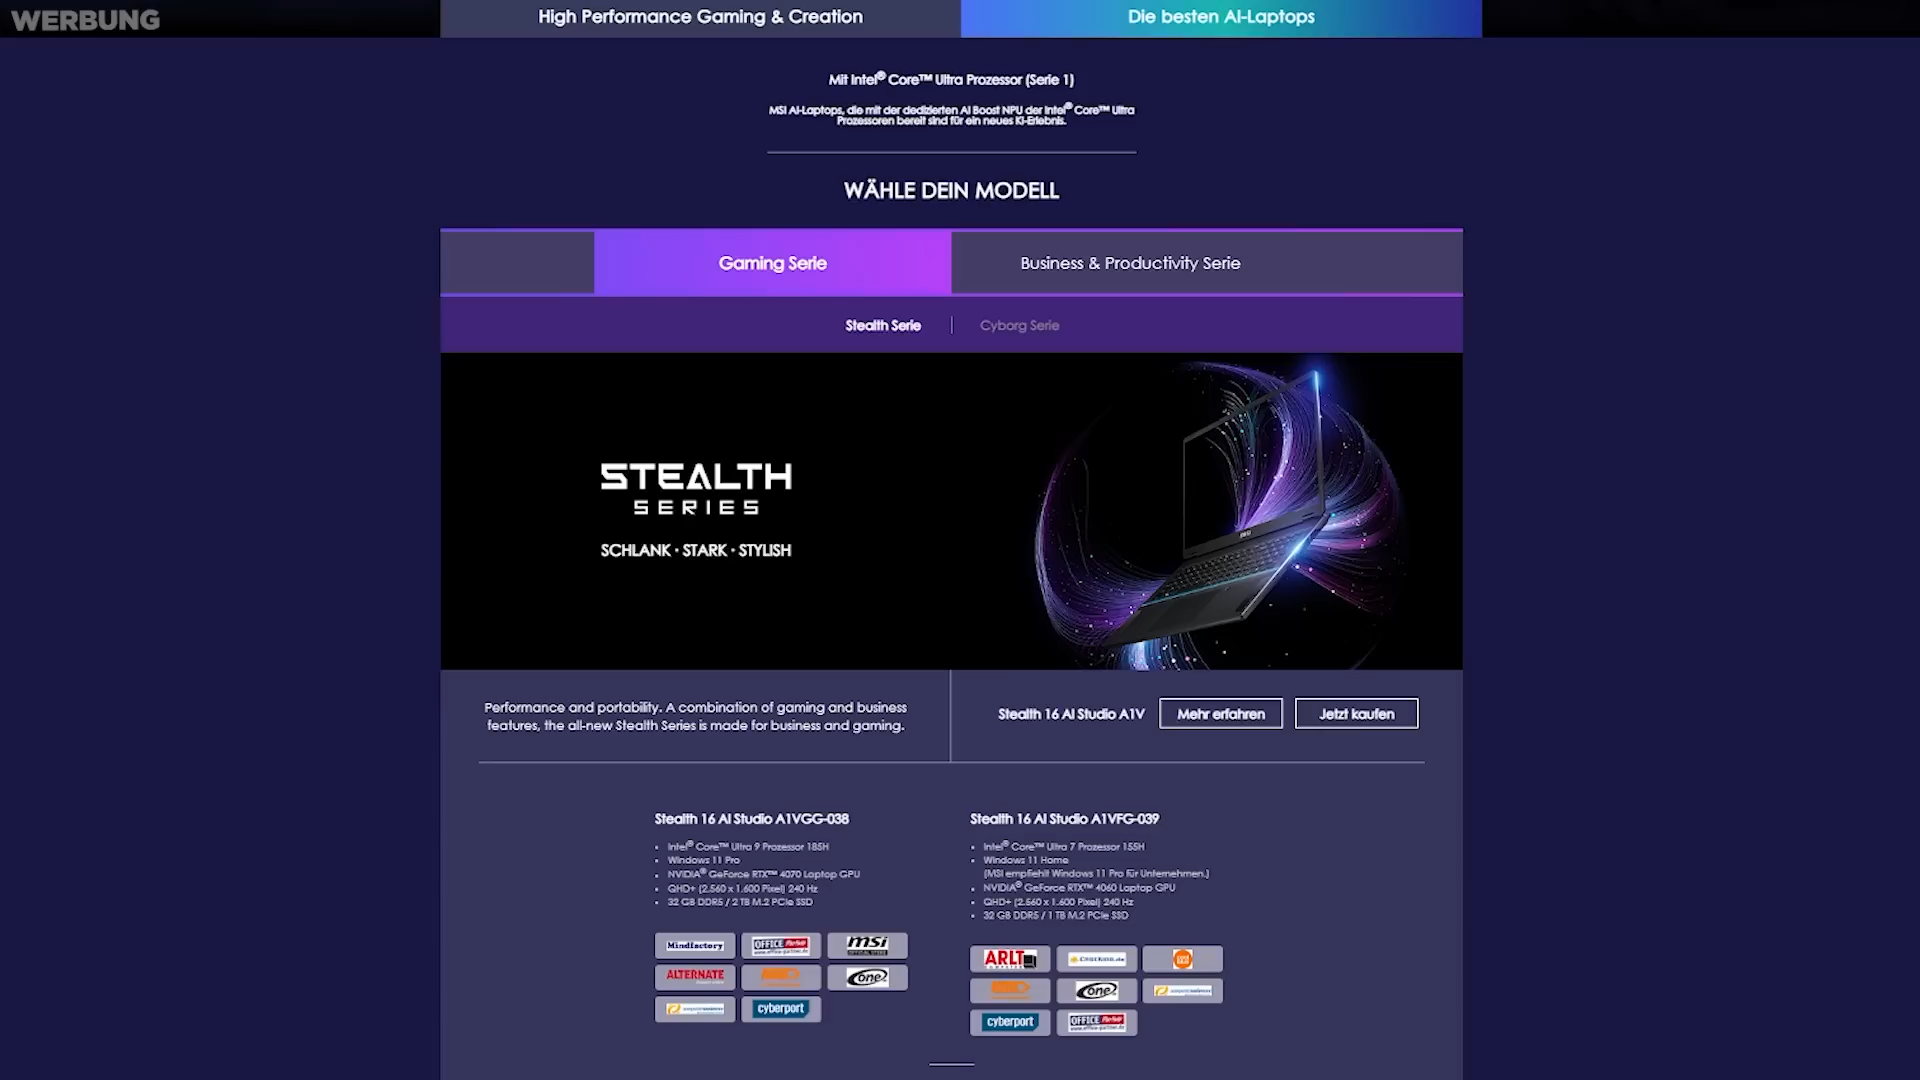 WERBUNG
High Performance Gaming & Creation
Die besten AI-Laptops
Mit Intel® Core™ Ultra Prozessor (Serie 1)
MSI AI-Laptops, die mit der dedizierten AI Boost NPU der Intel® Core™ Ultra
Prozessoren bereit sind für ein neues KI-Erlebnis.
WÄHLE DEIN MODELL
Gaming Serie
Business & Productivity Serie
Stealth Serie
Cyborg Serie
STEALTH
SERIES
SCHLANK · STARK · STYLISH
Performance and portability. A combination of gaming and business
features, the all-new Stealth Series is made for business and gaming.
Stealth 16 AI Studio A1V
Mehr erfahren
Jetzt kaufen
Stealth 16 AI Studio A1VGG-038
• Intel® Core™ Ultra 9 Prozessor 185H
• Windows 11 Pro
• NVIDIA® GeForce RTX™ 4070 Laptop GPU
• QHD+ (2.560 x 1.600 Pixel) 240 Hz
• 32 GB DDR5 / 2 TB M.2 PCIe SSD
Mindfactory
OFFICE Partner
www.office-partner.de
msi
ALTERNATE
one
cyberport
Stealth 16 AI Studio A1VFG-039
• Intel® Core™ Ultra 7 Prozessor 155H
• Windows 11 Home
(MSI empfiehlt Windows 11 Pro für Unternehmen.)
• NVIDIA® GeForce RTX™ 4060 Laptop GPU
• QHD+ (2.560 x 1.600 Pixel) 240 Hz
• 32 GB DDR5 / 1 TB M.2 PCIe SSD
ARLT
CASEKING.de
one
cyberport
OFFICE Partner
www.office-partner.de